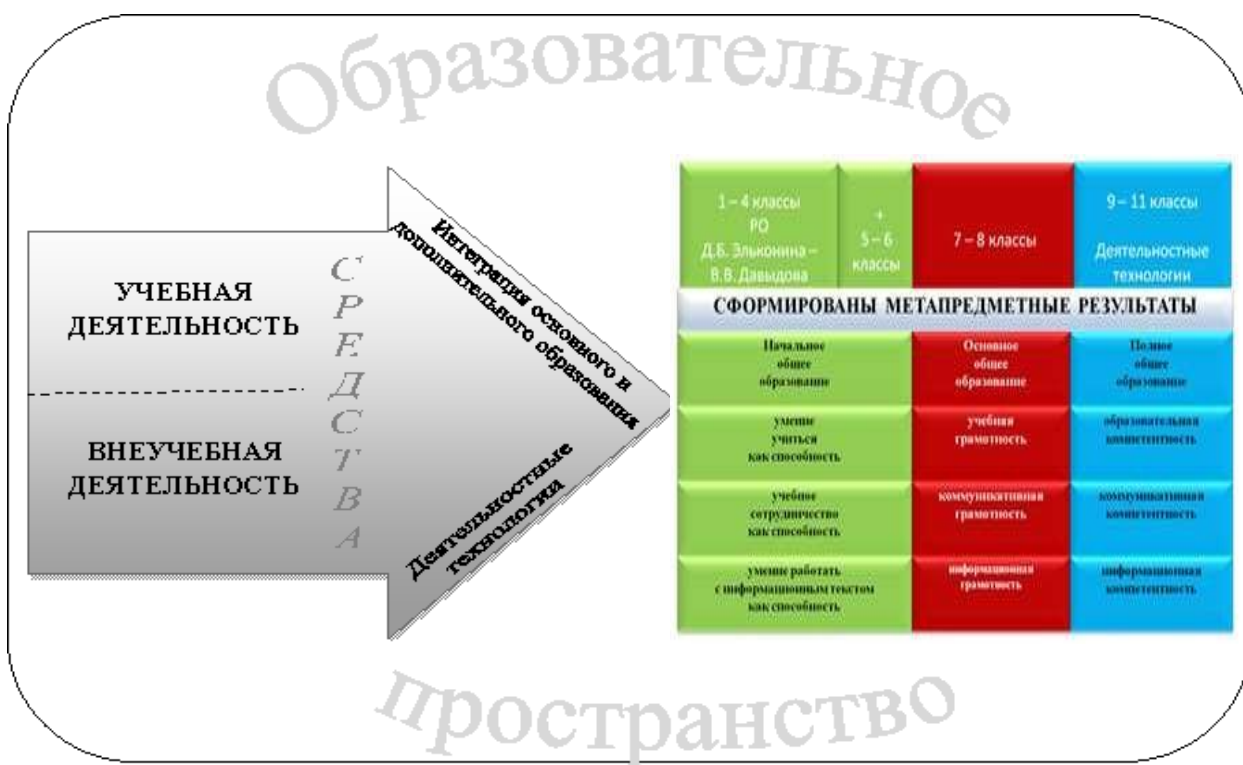 Образовательное
УЧЕБНАЯ
ДЕЯТЕЛЬНОСТЬ
ВНЕУЧЕБНАЯ
ДЕЯТЕЛЬНОСТЬ
СРЕДСТВА
Интеграция основного и
дополнительного образования
Деятельностные
технологии
1 – 4 классы
РО
Д.Б. Эльконина –
В.В. Давыдова
+
5 – 6
классы
7 – 8 классы
9 – 11 классы
Деятельностные
технологии
СФОРМИРОВАНЫ МЕТАПРЕДМЕТНЫЕ РЕЗУЛЬТАТЫ
Начальное
общее
образование
Основное
общее
образование
Полное
общее
образование
умение
учиться
как способность
учебная
грамотность
образовательная
компетентность
учебное
сотрудничество
как способность
коммуникативная
грамотность
коммуникативная
компетентность
умение работать
с информационным текстом
как способность
информационная
грамотность
информационная
компетентность
пространство